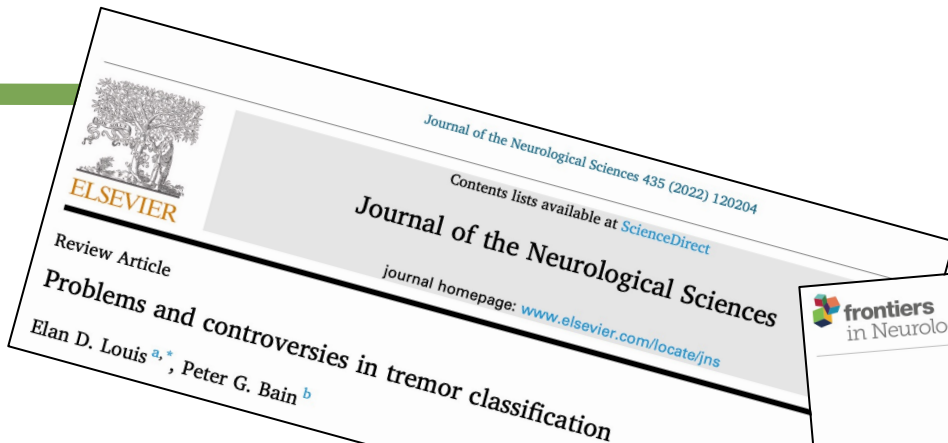 Journal of the Neurological Sciences 435 (2022) 120204
Contents lists available at ScienceDirect
Journal of the Neurological Sciences
journal homepage: www.elsevier.com/locate/jns
ELSEVIER
Review Article
Problems and controversies in tremor classification
Elan D. Louis a,*, Peter G. Bain b
frontiers
in Neurolo